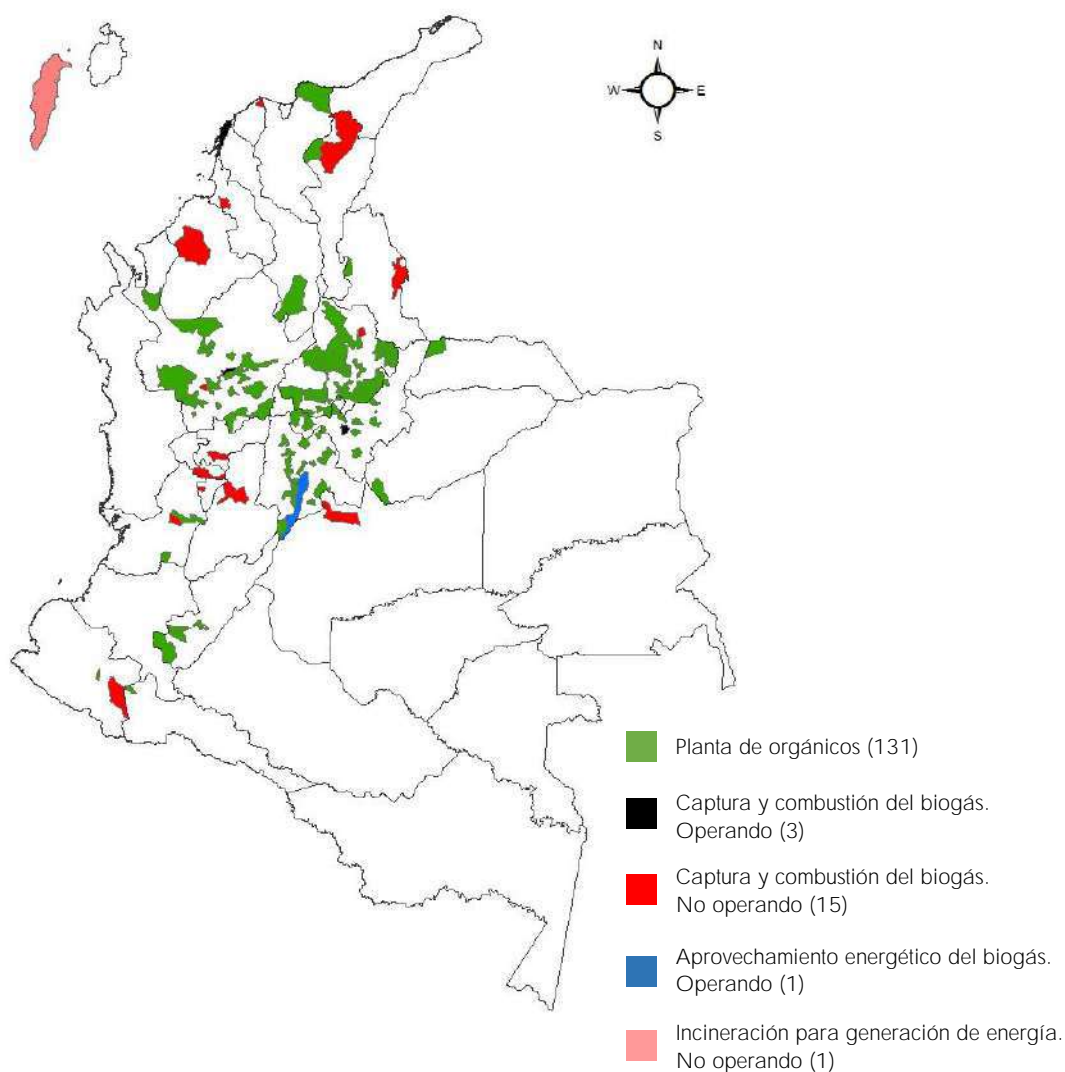 N
W E
S
Planta de orgánicos (131)
Captura y combustión del biogás.
Operando (3)
Captura y combustión del biogás.
No operando (15)
Aprovechamiento energético del biogás.
Operando (1)
Incineración para generación de energía.
No operando (1)